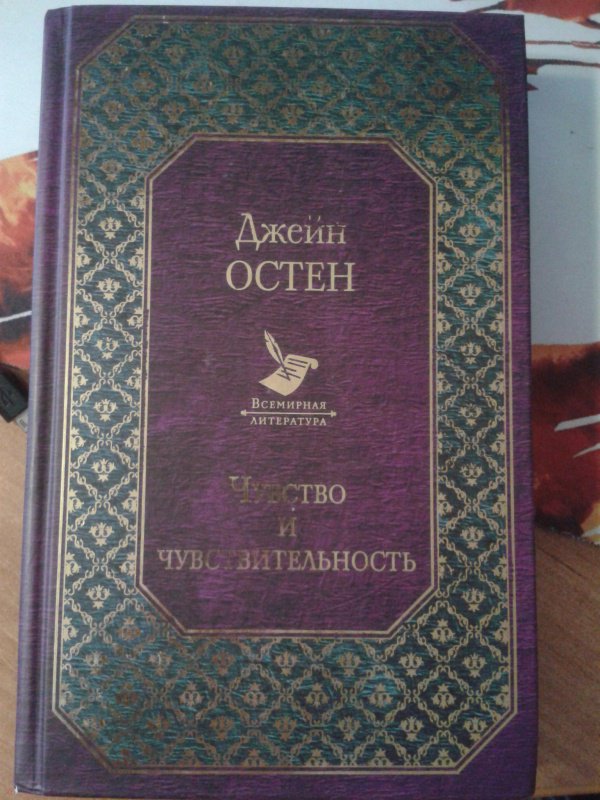 Джейн
ОСТЕН
ВСЕМИРНАЯ
ЛИТЕРАТУРА
ЧУВСТВО
И
ЧУВСТВИТЕЛЬНОСТЬ